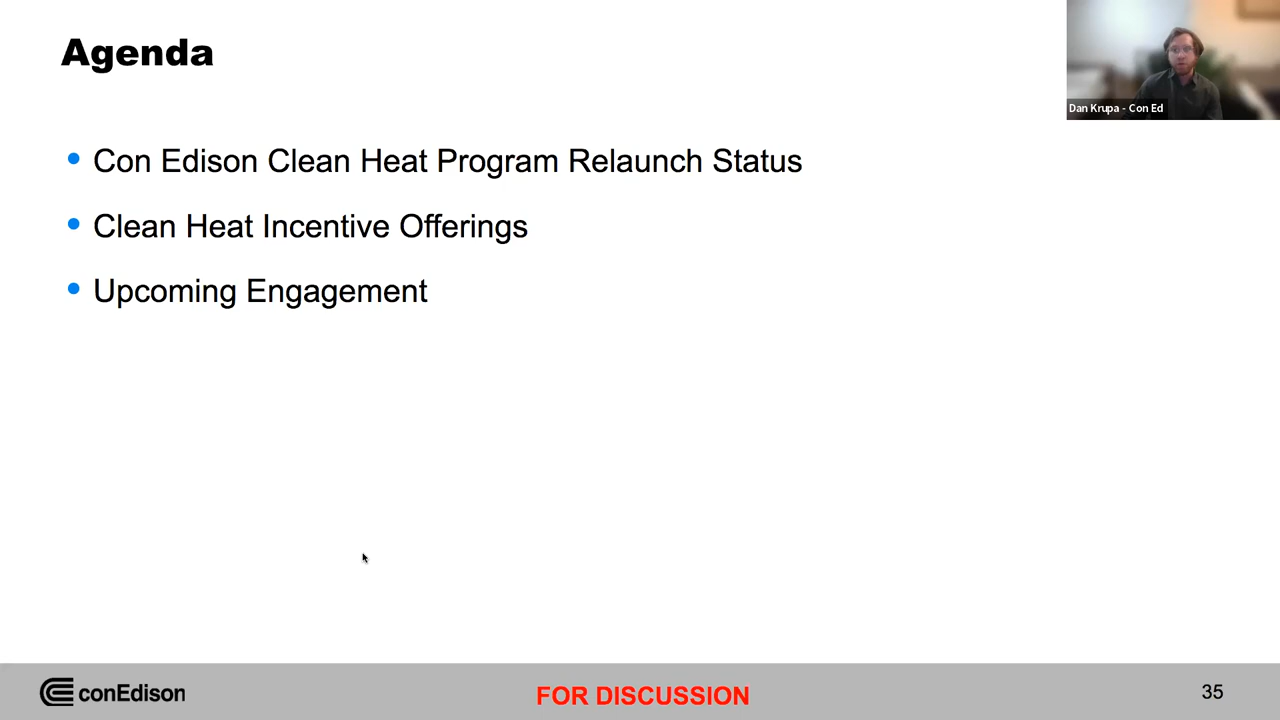 Agenda
Dan Krupa - Con Ed
• Con Edison Clean Heat Program Relaunch Status
• Clean Heat Incentive Offerings
• Upcoming Engagement
conEdison
FOR DISCUSSION
35